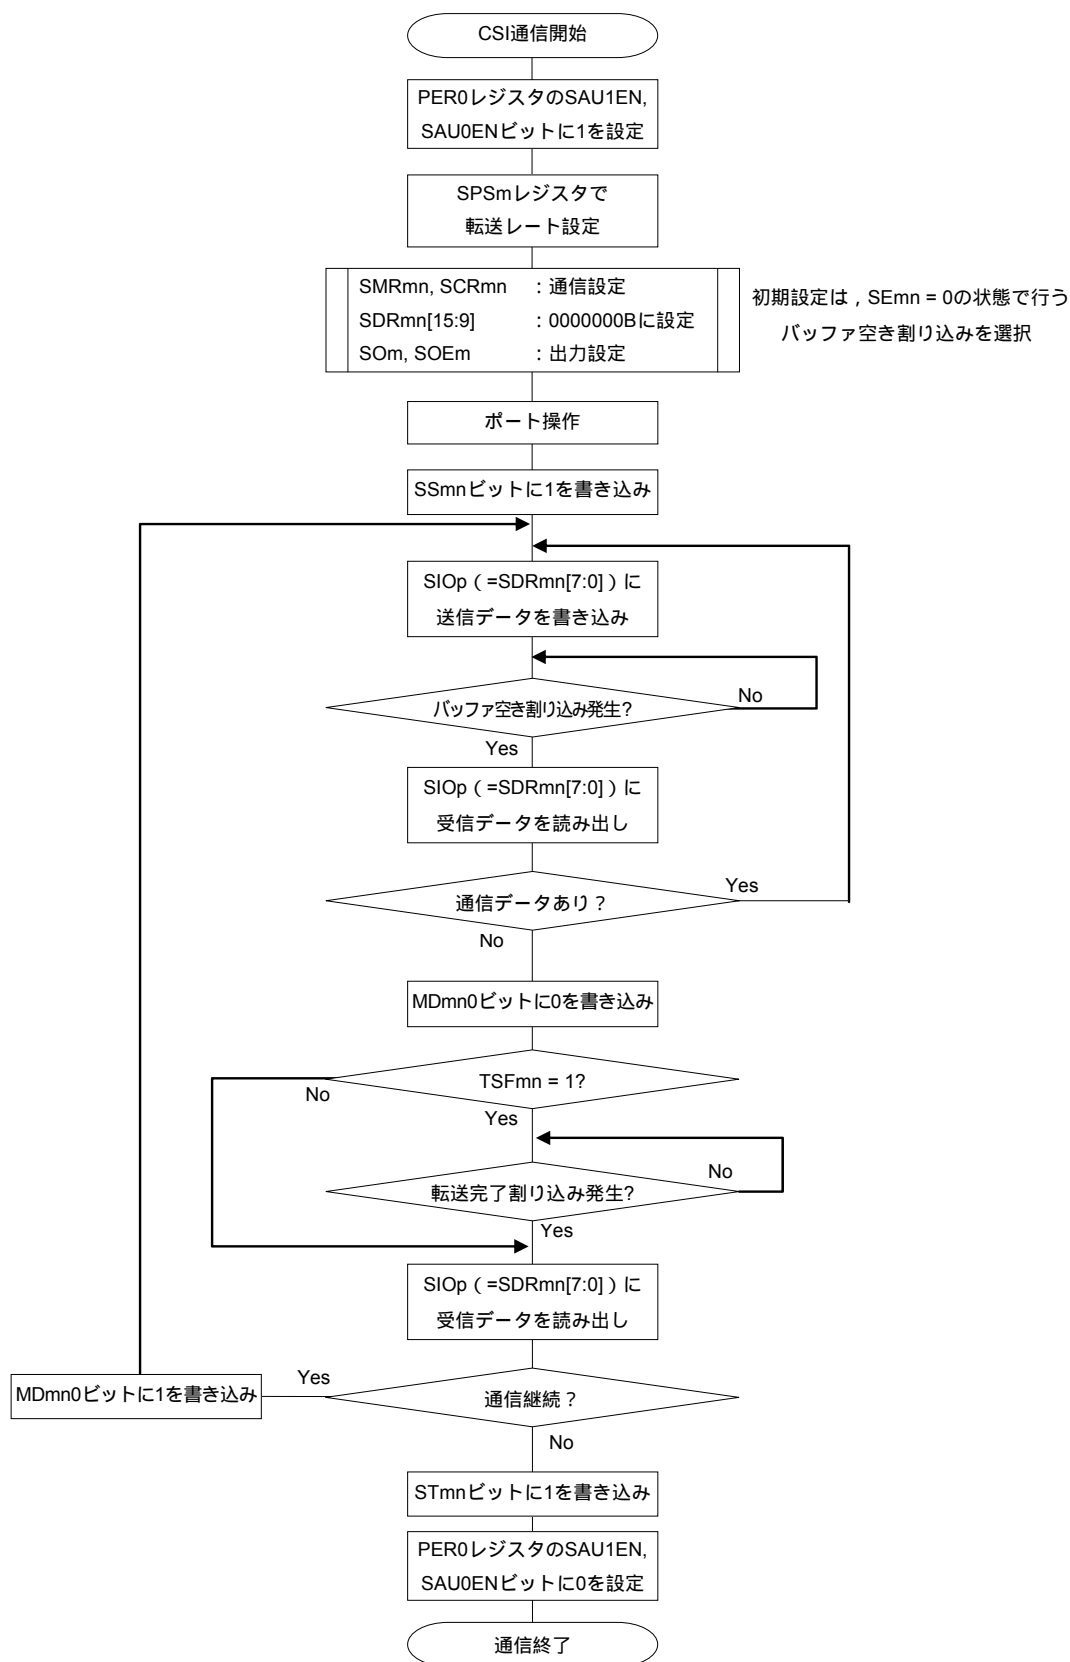 CSI通信開始
PER0レジスタのSAU1EN,
SAU0ENビットに1を設定
SPSmレジスタで
転送レート設定
SMRmn, SCRmn ：通信設定
SDRmn[15:9] ：0000000Bに設定
SOm, SOEm ：出力設定
初期設定は，SEmn = 0の状態で行う
バッファ空き割り込みを選択
ポート操作
SSmnビットに1を書き込み
SIOp（=SDRmn[7:0]）に
送信データを書き込み
バッファ空き割り込み発生?
No
Yes
SIOp（=SDRmn[7:0]）に
受信データを読み出し
通信データあり？
Yes
No
MDmn0ビットに0を書き込み
TSFmn = 1?
No
Yes
転送完了割り込み発生?
No
Yes
SIOp（=SDRmn[7:0]）に
受信データを読み出し
通信継続？
Yes
MDmn0ビットに1を書き込み
No
STmnビットに1を書き込み
PER0レジスタのSAU1EN,
SAU0ENビットに0を設定
通信終了